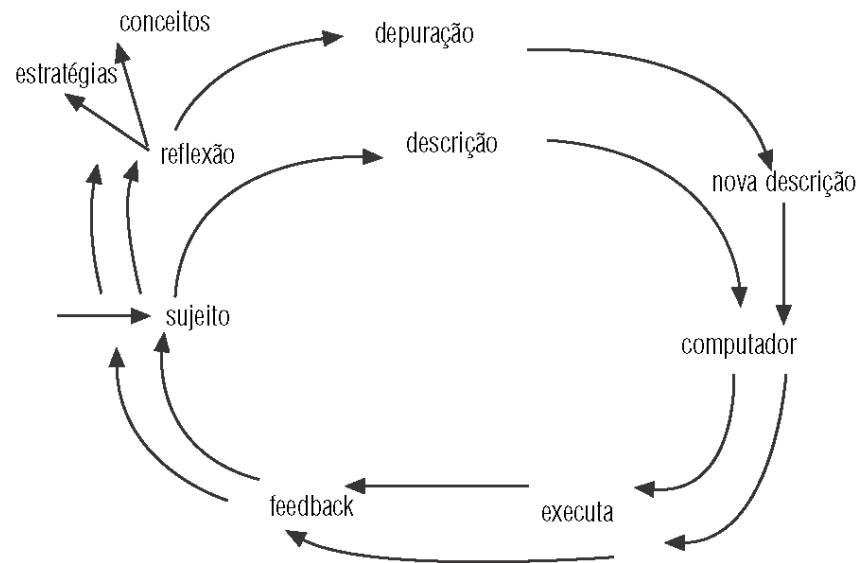 conceitos
depuração
estratégias
descrição
reflexão
nova descrição
sujeito
computador
feedback
executa